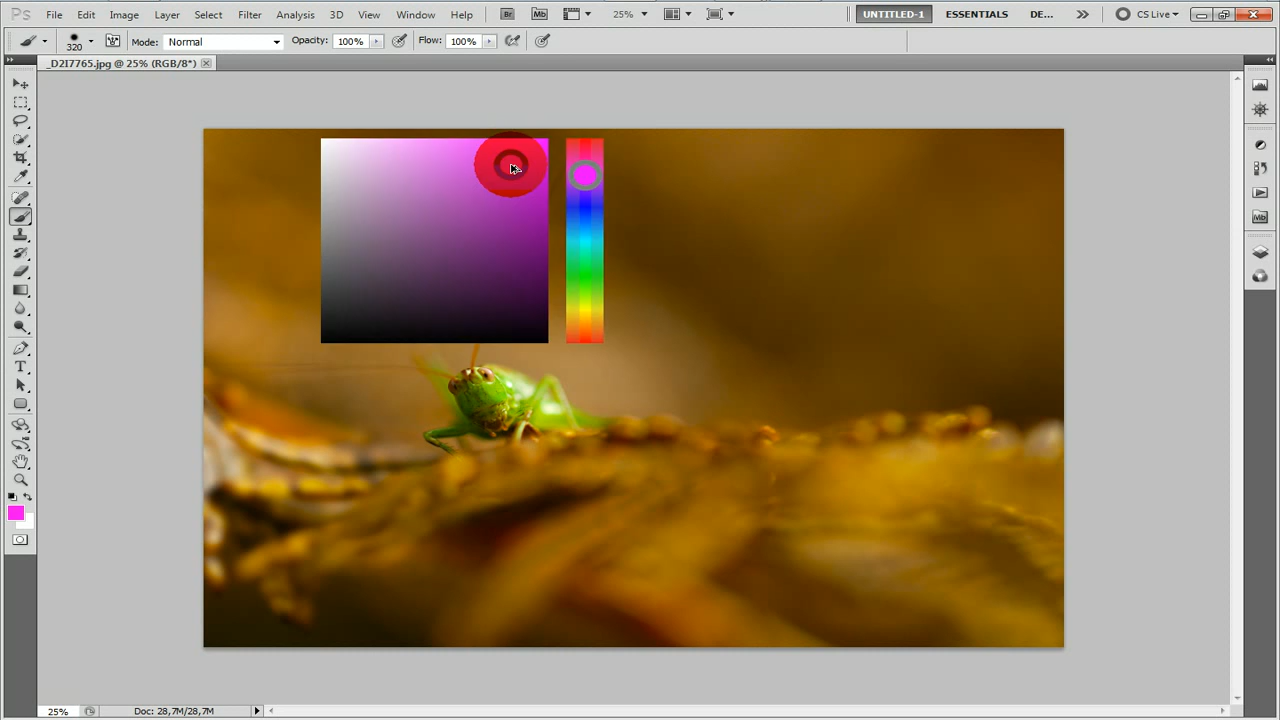 Ps File Edit Image Layer Select Filter Analysis 3D View Window Help Br Mb 25% UNTITLED-1 ESSENTIALS DE... CS Live
320 Mode: Normal Opacity: 100% Flow: 100%
_D2I7765.jpg @ 25% (RGB/8*)
Mb
T
25% Doc: 28,7M/28,7M